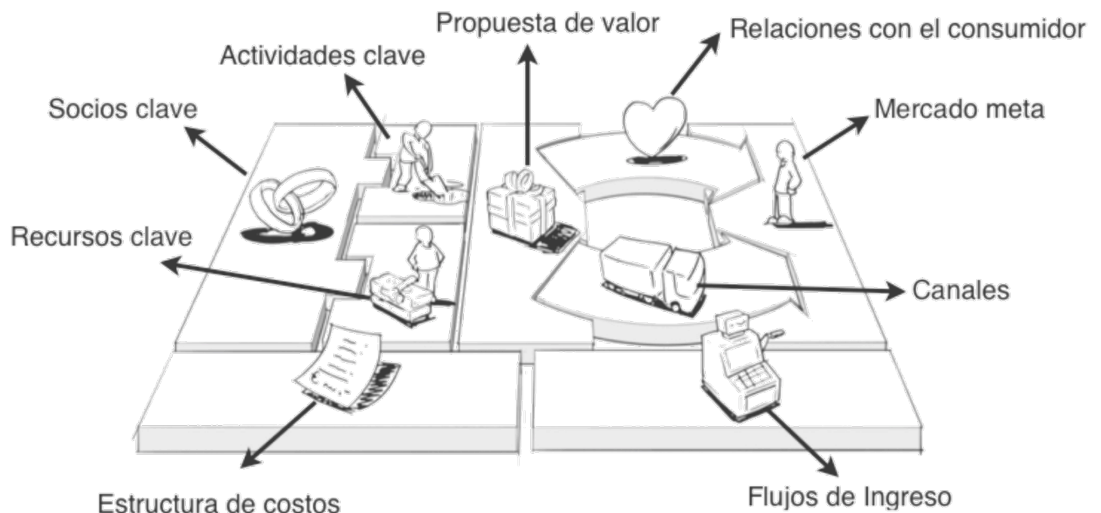 Propuesta de valor
Relaciones con el consumidor
Actividades clave
Socios clave
Mercado meta
Recursos clave
Canales
Estructura de costos
Flujos de Ingreso